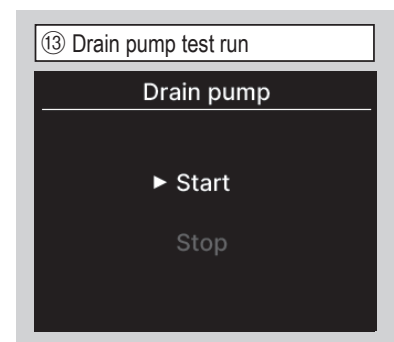 ⑬ Drain pump test run
Drain pump
► Start
Stop